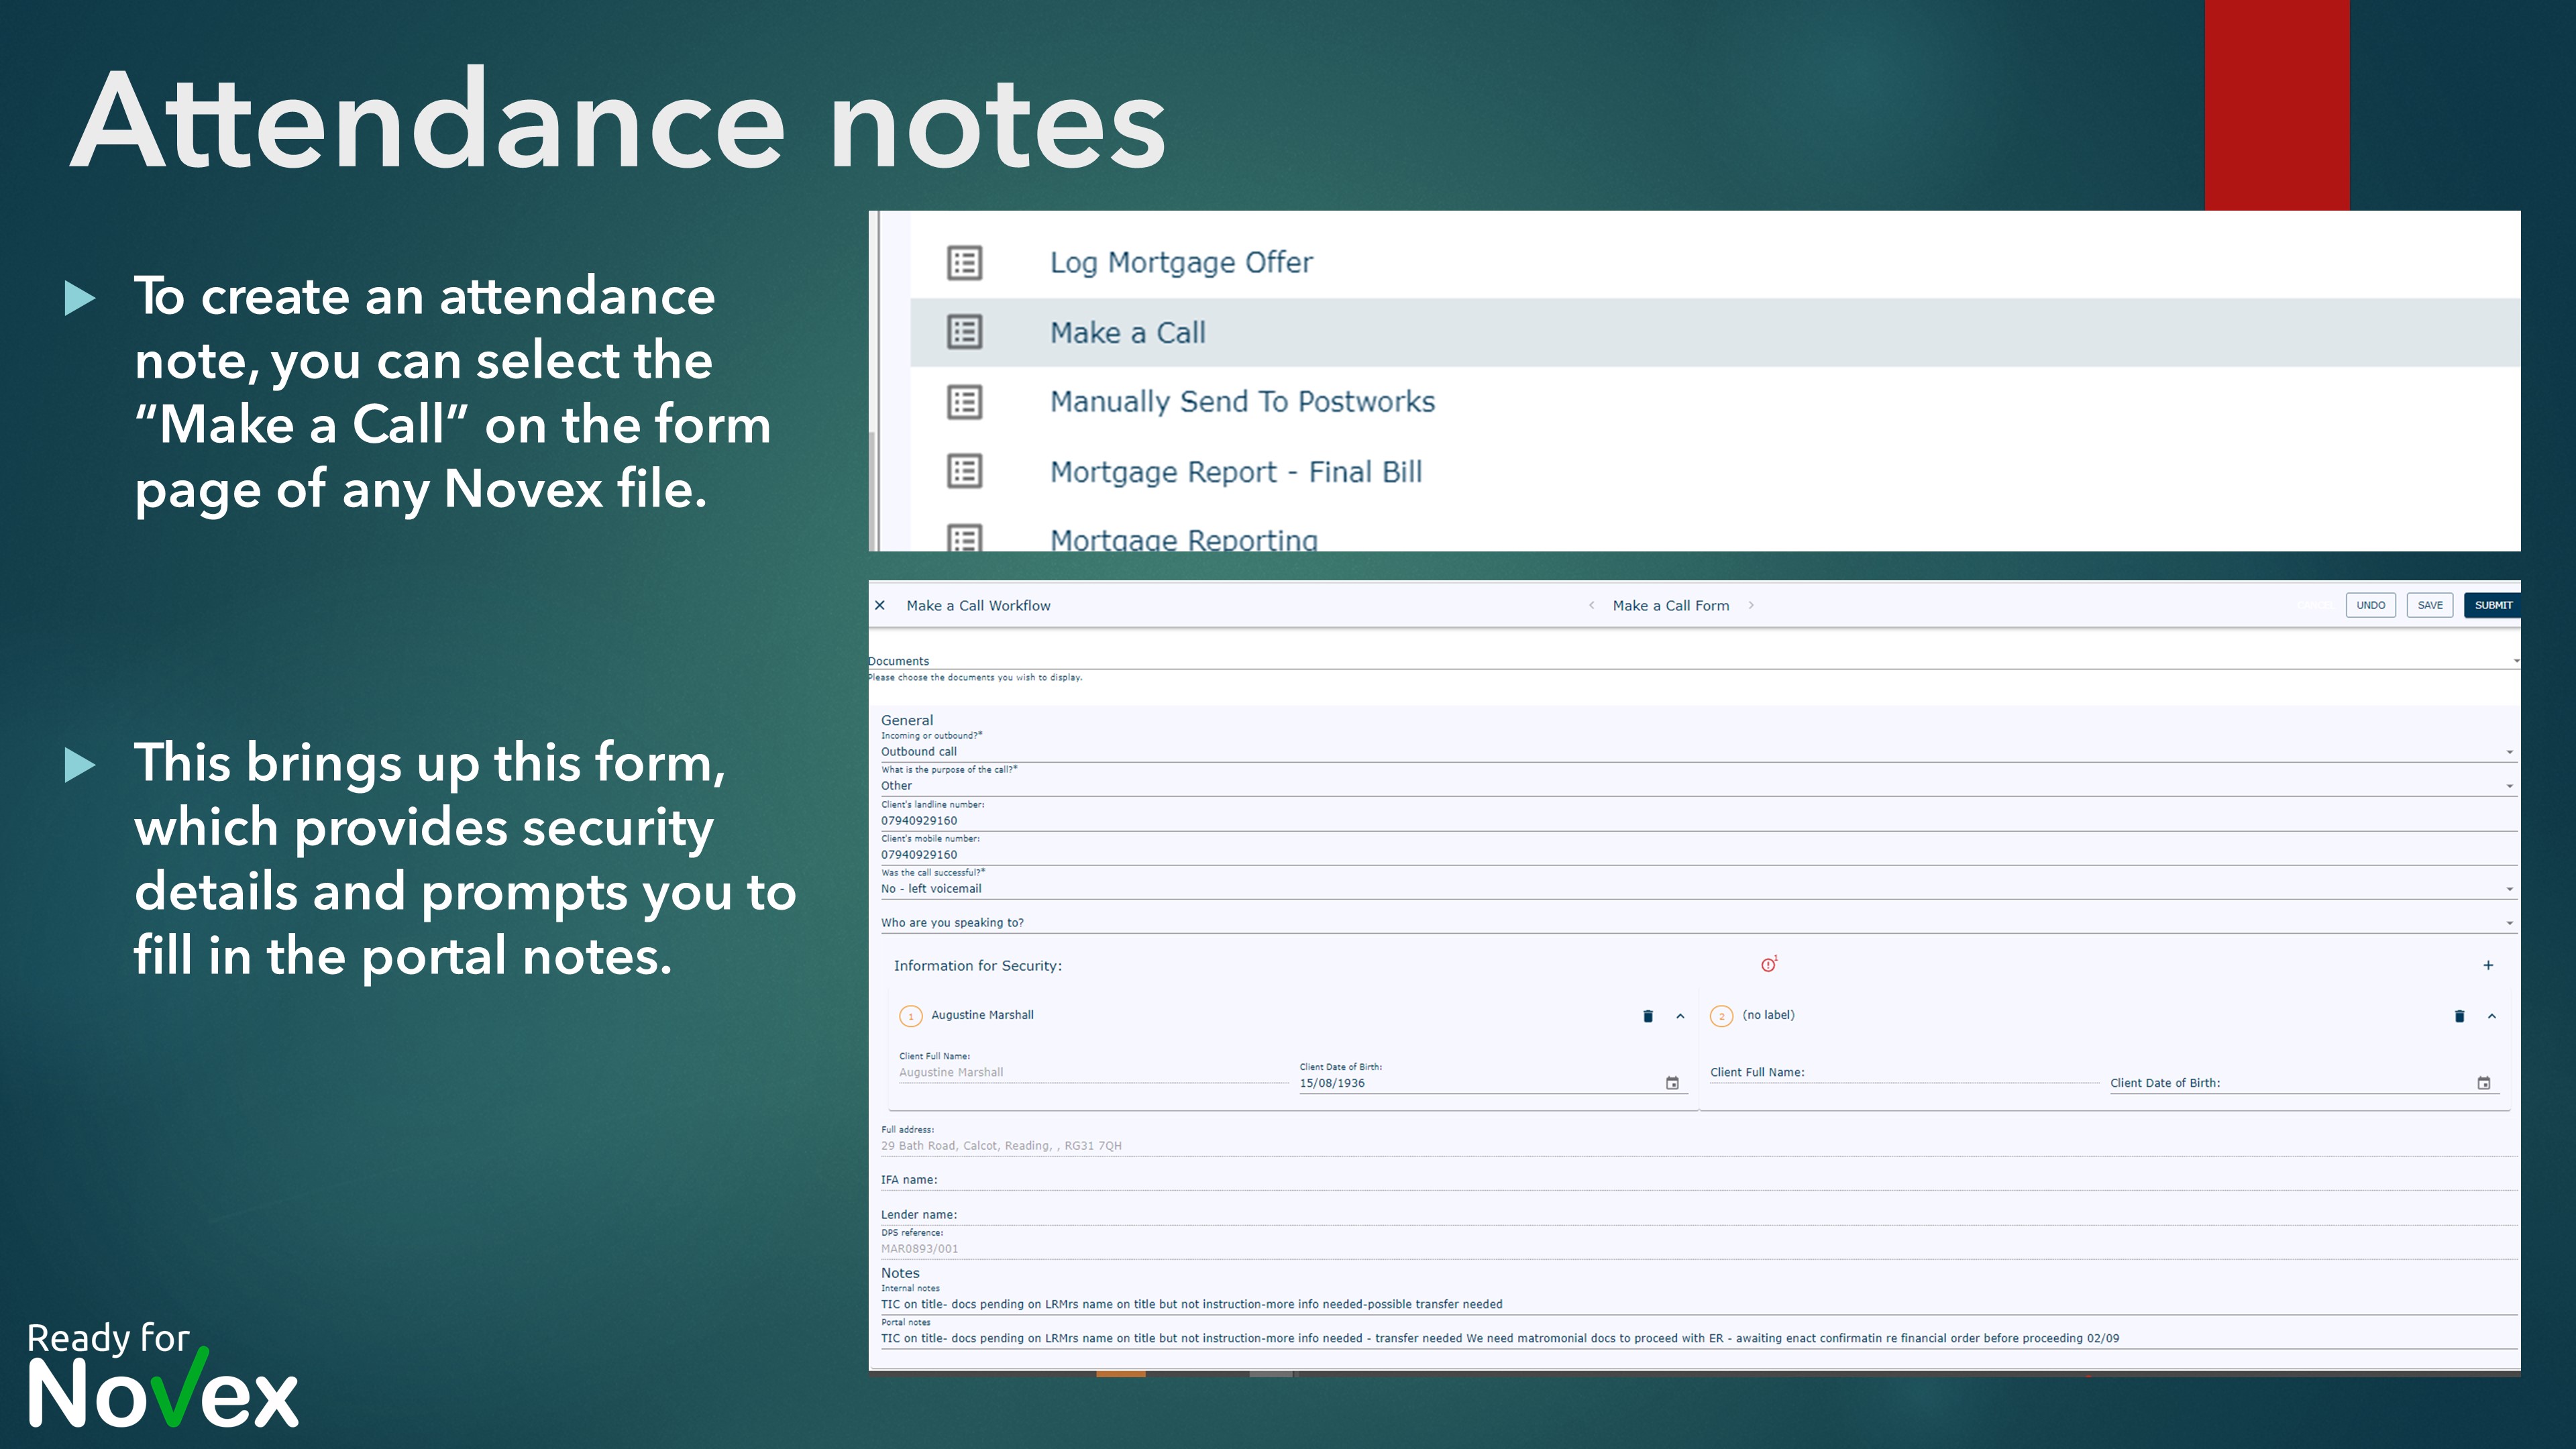 Attendance notes
To create an attendance
note, you can select the
“Make a Call” on the form
page of any Novex file.
This brings up this form,
which provides security
details and prompts you to
fill in the portal notes.
Log Mortgage Offer
Make a Call
Manually Send To Postworks
Mortgage Report - Final Bill
Mortgage Reporting
Make a Call Workflow
Make a Call Form
UNDO
SAVE
SUBMIT
Documents
Please choose the documents you wish to display.
General
Incoming or outbound?*
Outbound call
What is the purpose of the call?*
Other
Client's landline number:
07940929160
Client's mobile number:
07940929160
Was the call successful?*
No - left voicemail
Who are you speaking to?
Information for Security:
1
1 Augustine Marshall
Client Full Name:
Augustine Marshall
Client Date of Birth:
15/08/1936
2 (no label)
Client Full Name:
Client Date of Birth:
Full address:
29 Bath Road, Calcot, Reading, , RG31 7QH
IFA name:
Lender name:
DPS reference:
MAR0893/001
Notes
Internal notes
TIC on title- docs pending on LRMrs name on title but not instruction-more info needed-possible transfer needed
Portal notes
TIC on title- docs pending on LRMrs name on title but not instruction-more info needed - transfer needed We need matromonial docs to proceed with ER - awaiting enact confirmatin re financial order before proceeding 02/09
Ready for
Novex